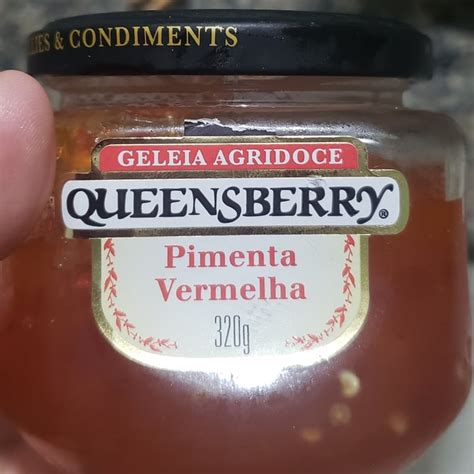 & CONDIMENTS
GELEIA AGRIDOCE
QUEENSBERRY®
Pimenta
Vermelha
320g